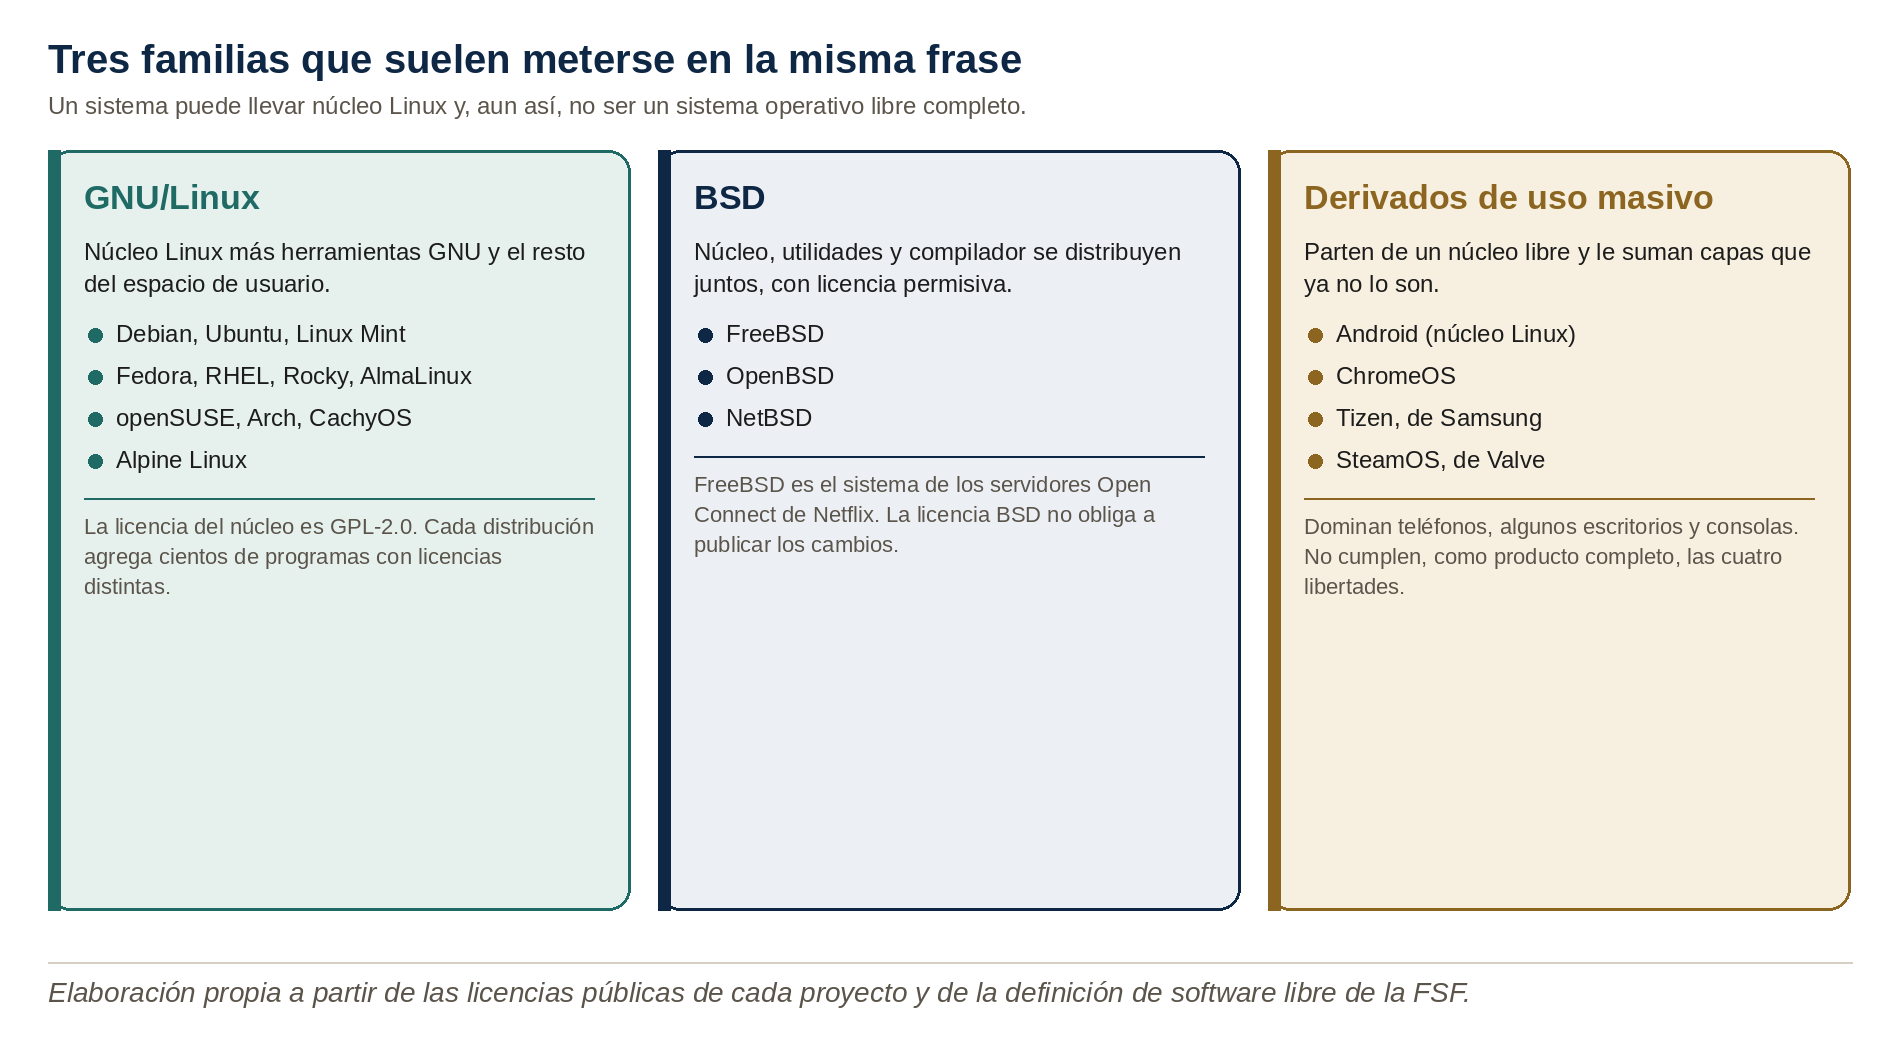 Tres familias que suelen meterse en la misma frase
Un sistema puede llevar núcleo Linux y, aun así, no ser un sistema operativo libre completo.
GNU/Linux
Núcleo Linux más herramientas GNU y el resto
del espacio de usuario.
Debian, Ubuntu, Linux Mint
Fedora, RHEL, Rocky, AlmaLinux
openSUSE, Arch, CachyOS
Alpine Linux
La licencia del núcleo es GPL-2.0. Cada distribución
agrega cientos de programas con licencias
distintas.
BSD
Núcleo, utilidades y compilador se distribuyen
juntos, con licencia permisiva.
FreeBSD
OpenBSD
NetBSD
FreeBSD es el sistema de los servidores Open
Connect de Netflix. La licencia BSD no obliga a
publicar los cambios.
Derivados de uso masivo
Parten de un núcleo libre y le suman capas que
ya no lo son.
Android (núcleo Linux)
ChromeOS
Tizen, de Samsung
SteamOS, de Valve
Dominan teléfonos, algunos escritorios y consolas.
No cumplen, como producto completo, las cuatro
libertades.
Elaboración propia a partir de las licencias públicas de cada proyecto y de la definición de software libre de la FSF.